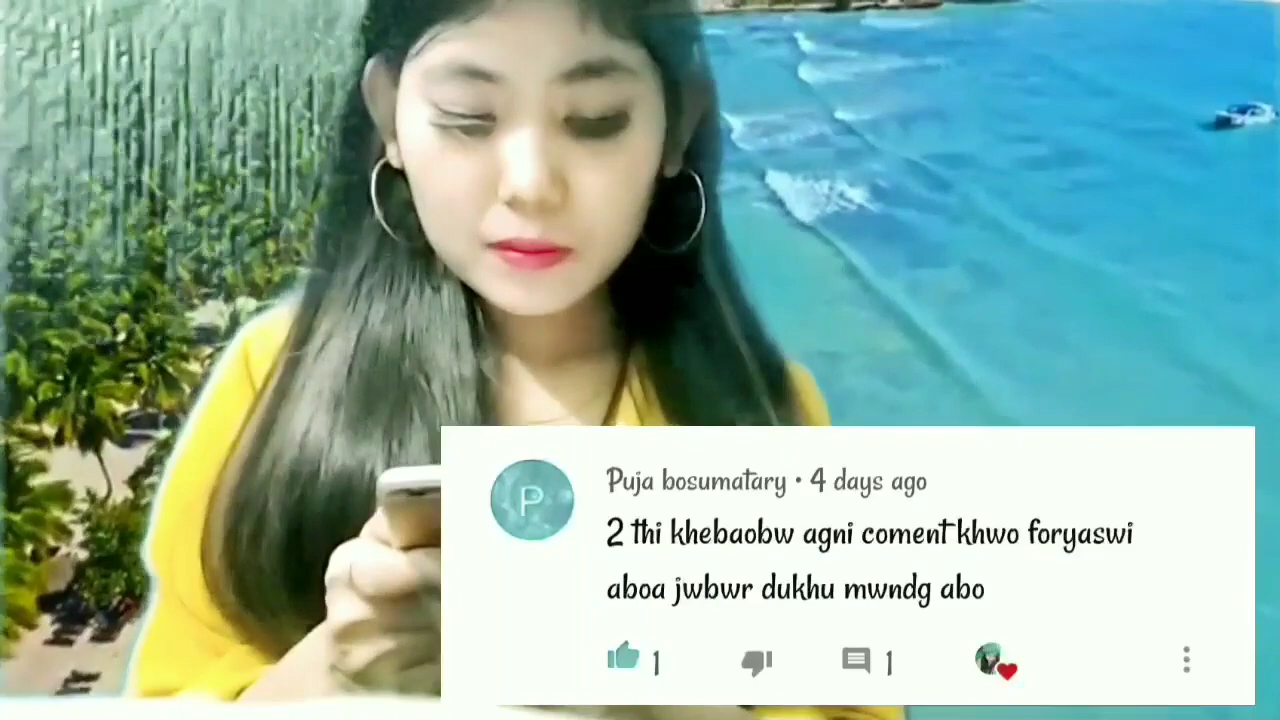 P
Puja bosumatary • 4 days ago
2 thi khebaobw agni coment khwo foryaswi
aboa jwbwr dukhu mwndg abo
1
1